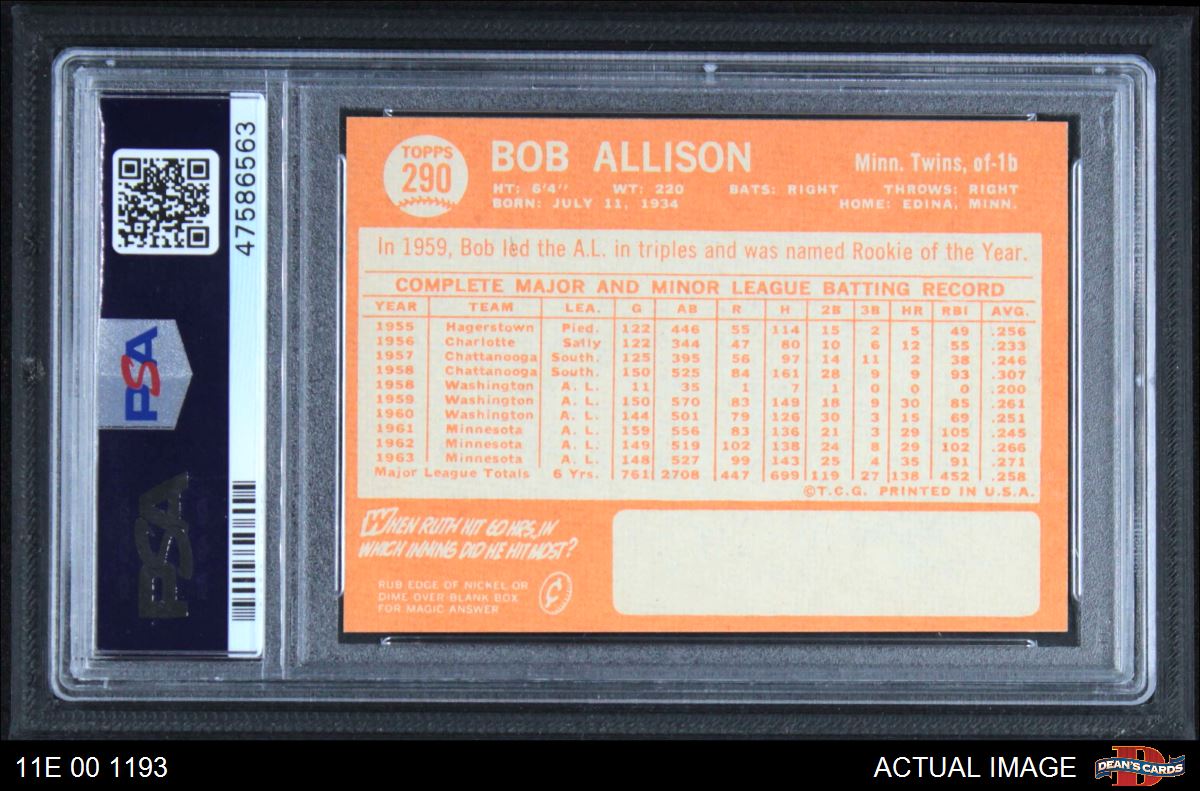 TOPPS
290
BOB ALLISON
Minn. Twins, of-1b
HT: 6'4" WT: 220 BATS: RIGHT THROWS: RIGHT
BORN: JULY 11, 1934 HOME: EDINA, MINN.
In 1959, Bob led the A.L. in triples and was named Rookie of the Year.
COMPLETE MAJOR AND MINOR LEAGUE BATTING RECORD
YEAR TEAM LEA. G AB R H 2B 3B HR RBI AVG.
1955 Hagerstown Pied. 122 446 55 114 15 2 5 49 .256
1956 Charlotte Sally 122 344 47 80 10 6 12 55 .233
1957 Chattanooga South. 125 395 56 97 14 11 2 38 .246
1958 Chattanooga South. 150 525 84 161 28 9 9 93 .307
1958 Washington A. L. 11 35 1 7 1 0 0 0 .200
1959 Washington A. L. 150 570 83 149 18 9 30 85 .261
1960 Washington A. L. 144 501 79 126 30 3 15 69 .251
1961 Minnesota A. L. 159 556 83 136 21 3 29 105 .245
1962 Minnesota A. L. 149 519 102 138 24 8 29 102 .266
1963 Minnesota A. L. 148 527 99 143 25 4 35 91 .271
Major League Totals 6 Yrs. 761 2708 447 699 119 27 138 452 .258
©T.C.G. PRINTED IN U.S.A.
WHEN RUTH HIT 60 HRS, IN
WHICH INNING DID HE HIT MOST?
RUB EDGE OF NICKEL OR
DIME OVER BLANK BOX
FOR MAGIC ANSWER
¢
47586563
PSA
PSA
11E 00 1193
ACTUAL IMAGE
D
DEAN'S CARDS